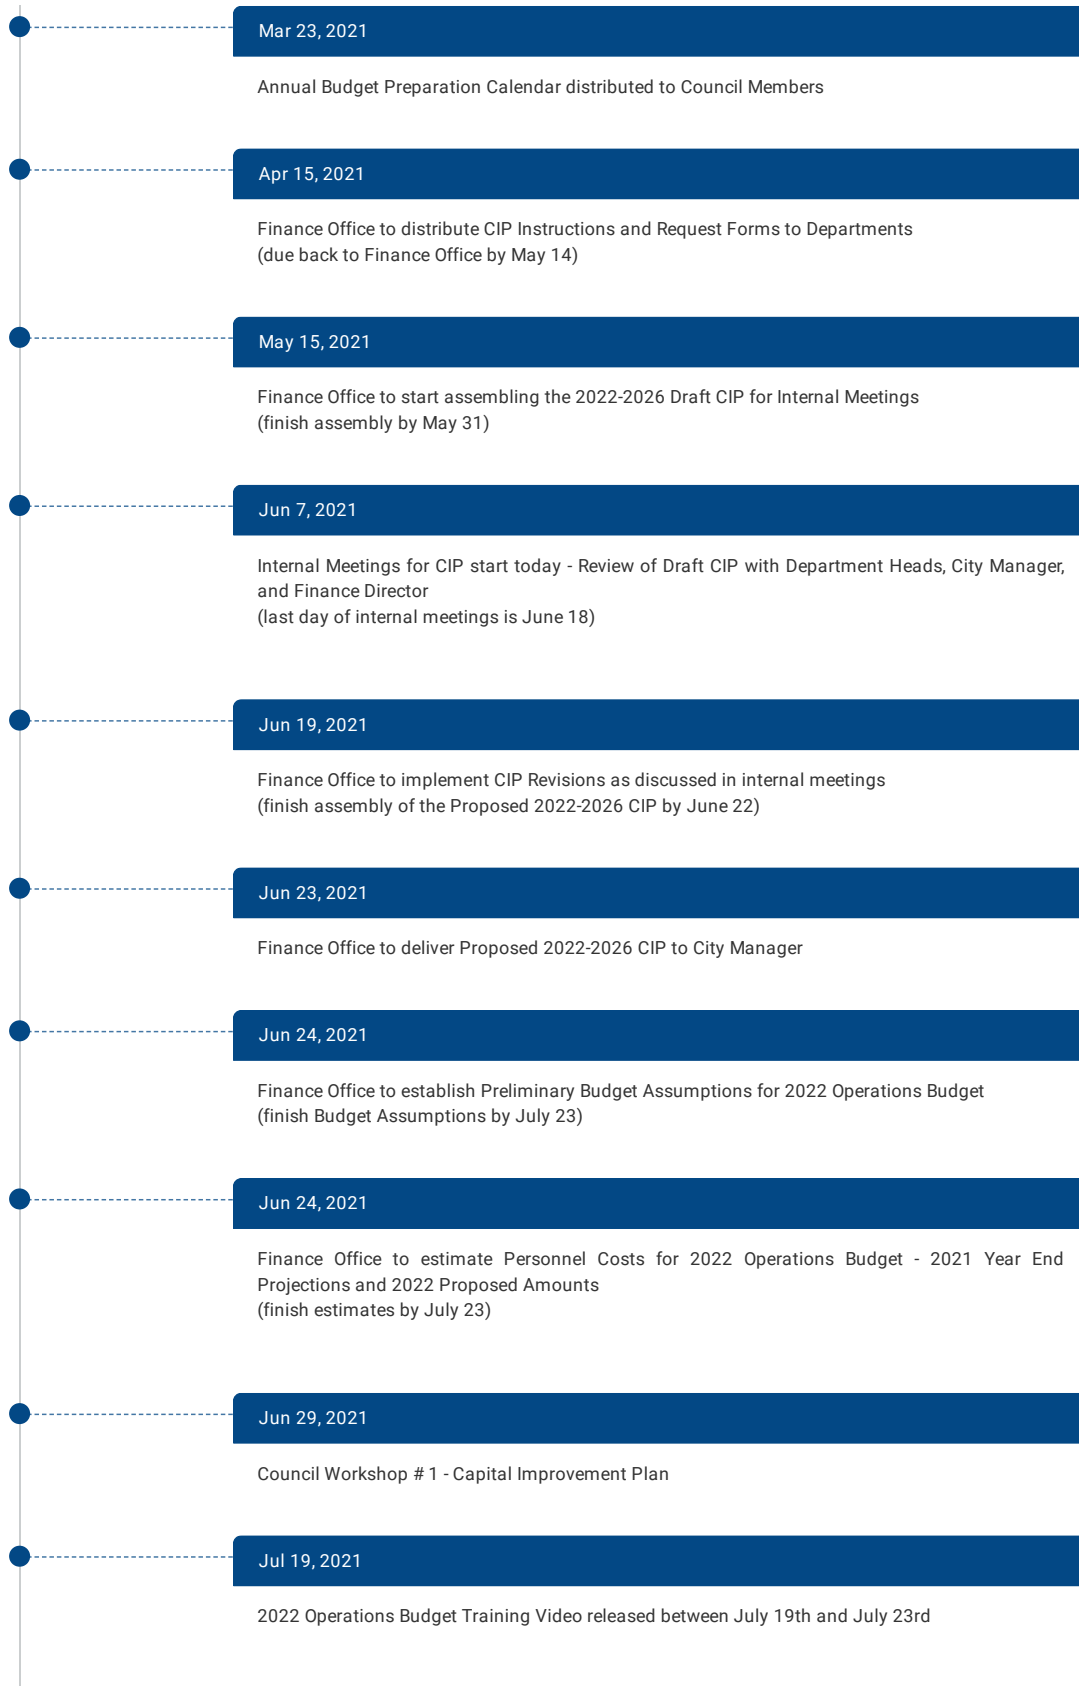 Mar 23, 2021
Annual Budget Preparation Calendar distributed to Council Members
Apr 15, 2021
Finance Office to distribute CIP Instructions and Request Forms to Departments
(due back to Finance Office by May 14)
May 15, 2021
Finance Office to start assembling the 2022-2026 Draft CIP for Internal Meetings
(finish assembly by May 31)
Jun 7, 2021
Internal Meetings for CIP start today - Review of Draft CIP with Department Heads, City Manager,
and Finance Director
(last day of internal meetings is June 18)
Jun 19, 2021
Finance Office to implement CIP Revisions as discussed in internal meetings
(finish assembly of the Proposed 2022-2026 CIP by June 22)
Jun 23, 2021
Finance Office to deliver Proposed 2022-2026 CIP to City Manager
Jun 24, 2021
Finance Office to establish Preliminary Budget Assumptions for 2022 Operations Budget
(finish Budget Assumptions by July 23)
Jun 24, 2021
Finance Office to estimate Personnel Costs for 2022 Operations Budget - 2021 Year End
Projections and 2022 Proposed Amounts
(finish estimates by July 23)
Jun 29, 2021
Council Workshop # 1 - Capital Improvement Plan
Jul 19, 2021
2022 Operations Budget Training Video released between July 19th and July 23rd